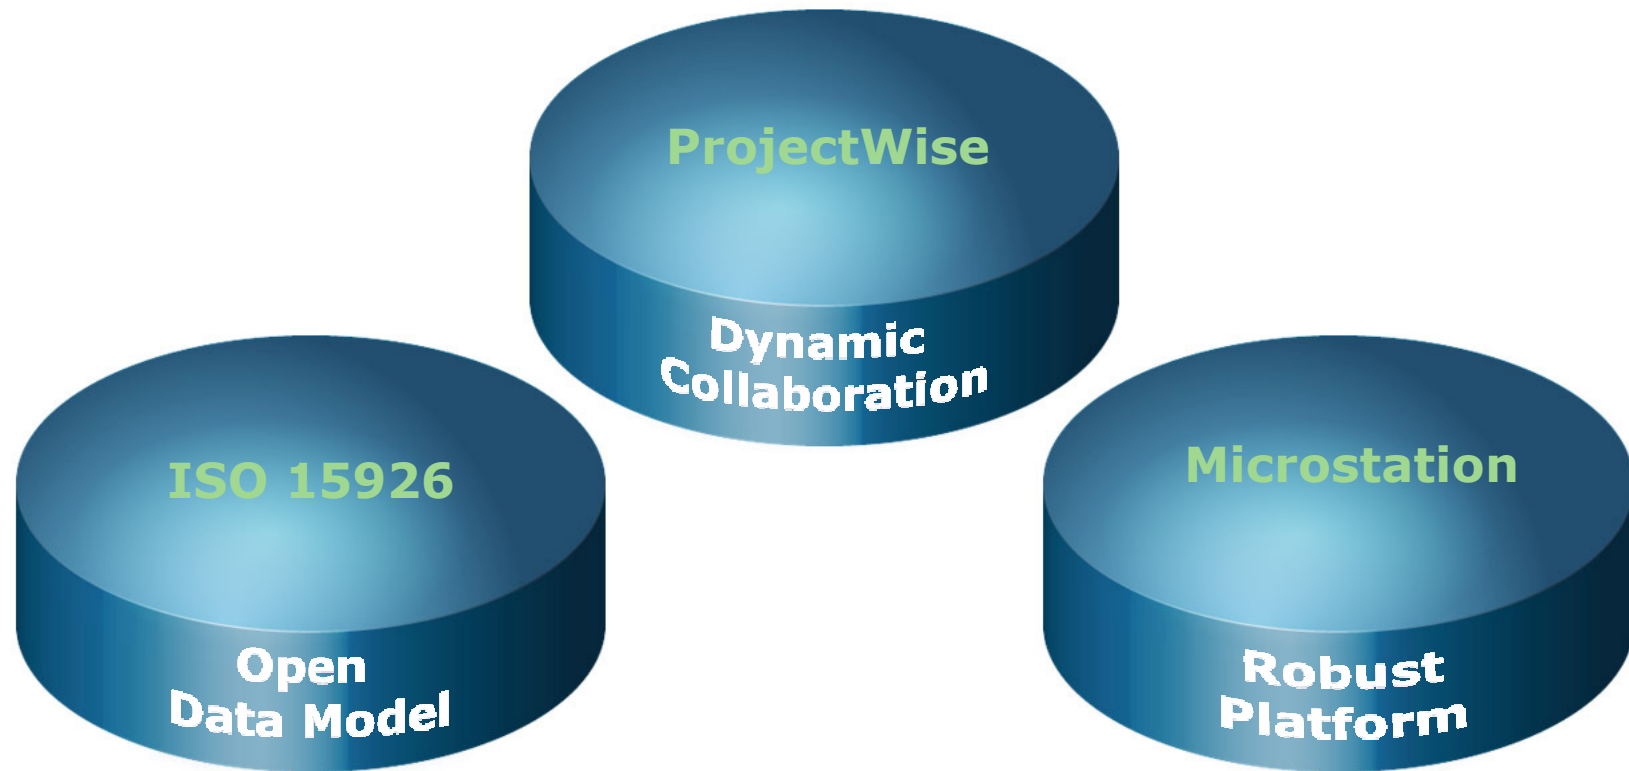 ProjectWise
Dynamic
Collaboration
ISO 15926
Open
Data Model
Microstation
Robust
Platform